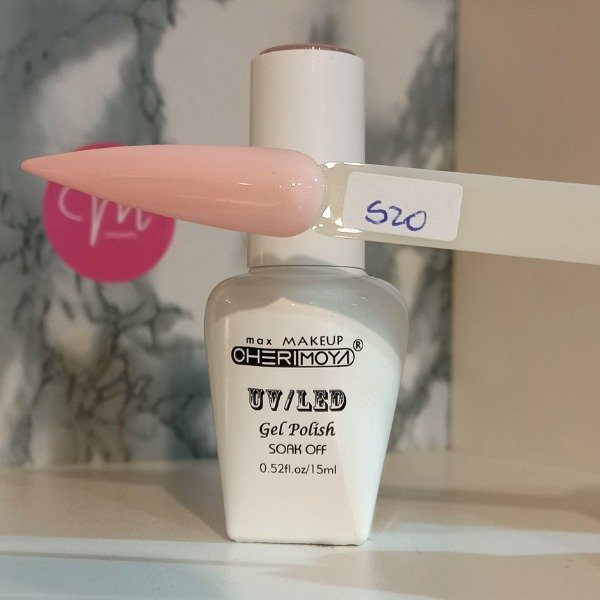 S20
max MAKEUP
CHERIMOYA®
UV/LED
Gel Polish
SOAK OFF
0.52fl.oz/15ml